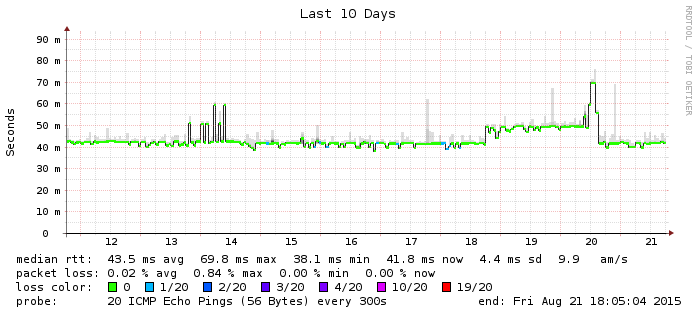 Last 10 Days
RRDTOOL / TOBI OETIKER
Seconds
90 m
80 m
70 m
60 m
50 m
40 m
30 m
20 m
10 m
0
12 13 14 15 16 17 18 19 20 21
median rtt: 43.5 ms avg 69.8 ms max 38.1 ms min 41.8 ms now 4.4 ms sd 9.9 am/s
packet loss: 0.02 % avg 0.84 % max 0.00 % min 0.00 % now
loss color: 0 1/20 2/20 3/20 4/20 10/20 19/20
probe: 20 ICMP Echo Pings (56 Bytes) every 300s end: Fri Aug 21 18:05:04 2015